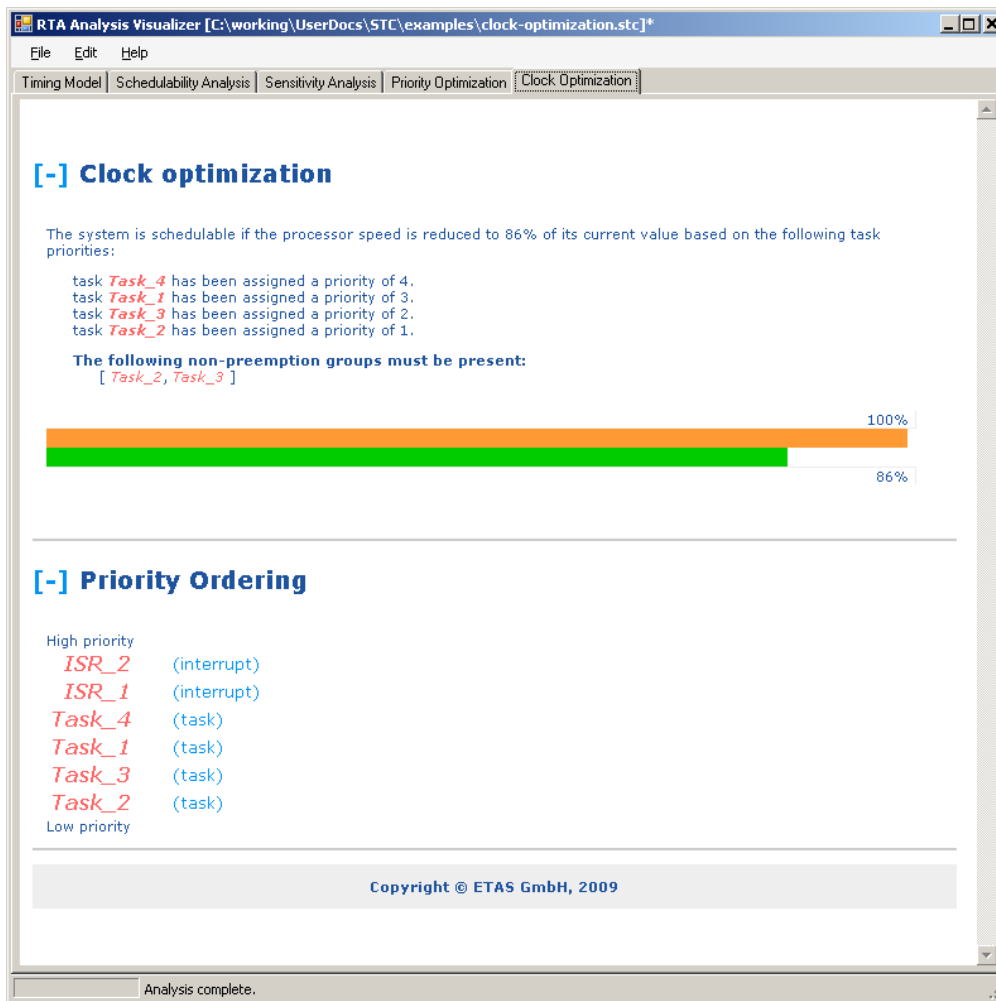 RTA Analysis Visualizer [C:\working\UserDocs\STC\examples\clock-optimization.stc]*
File Edit Help
Timing Model Schedulability Analysis Sensitivity Analysis Priority Optimization Clock Optimization
[-] Clock optimization
The system is schedulable if the processor speed is reduced to 86% of its current value based on the following task
priorities:
task Task_4 has been assigned a priority of 4.
task Task_1 has been assigned a priority of 3.
task Task_3 has been assigned a priority of 2.
task Task_2 has been assigned a priority of 1.
The following non-preemption groups must be present:
[ Task_2, Task_3 ]
100%
86%
[-] Priority Ordering
High priority
ISR_2 (interrupt)
ISR_1 (interrupt)
Task_4 (task)
Task_1 (task)
Task_3 (task)
Task_2 (task)
Low priority
Copyright © ETAS GmbH, 2009
Analysis complete.